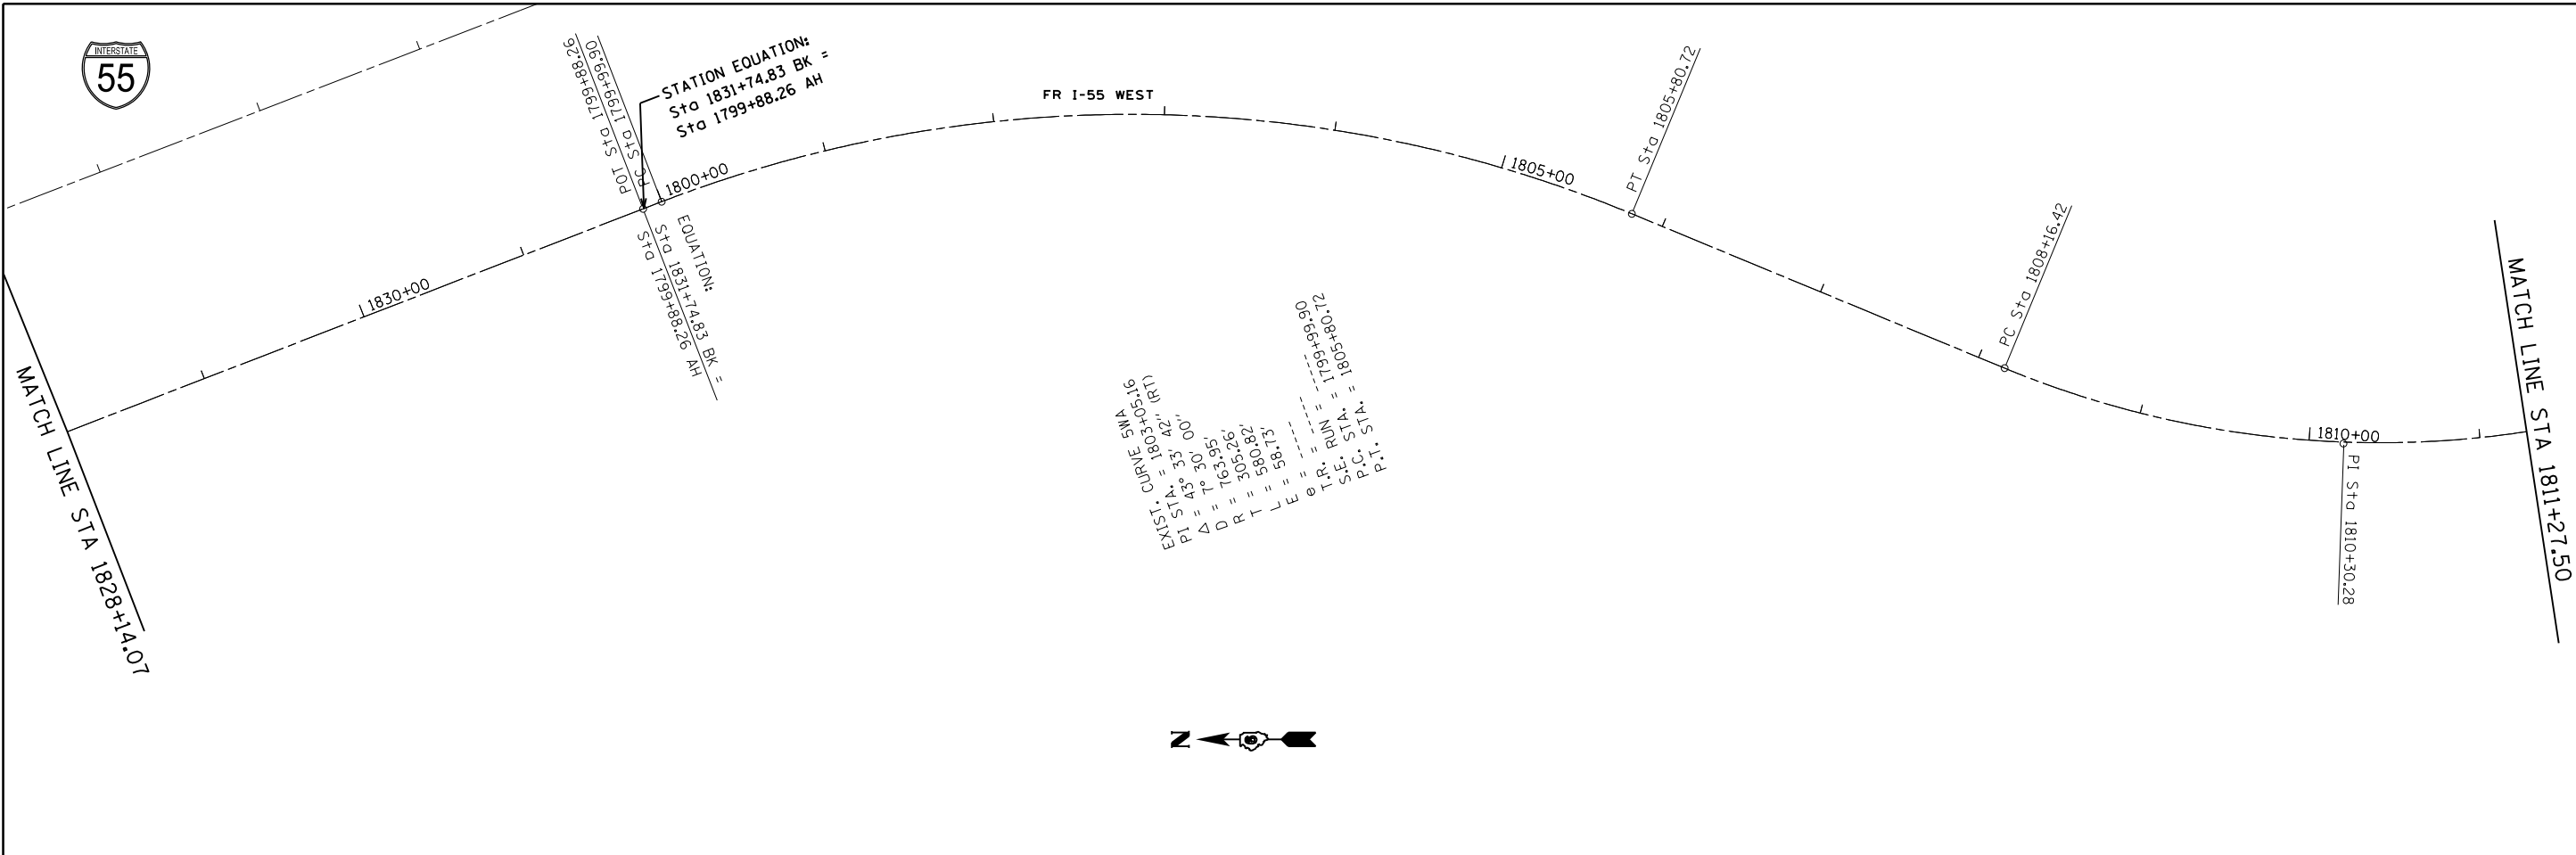 INTERSTATE
55
POT Sta 1799+88.26
PC Sta 1799+99.90
STATION EQUATION:
Sta 1831+74.83 BK =
Sta 1799+88.26 AH
FR I-55 WEST
1800+00
1805+00
PT Sta 1805+80.72
PC Sta 1808+16.42
1830+00
EQUATION:
Sta 1831+74.83 BK =
Sta 1799+88.26 AH
MATCH LINE STA 1828+14.07
EXIST. CURVE 5WA
PI STA. = 1803+05.16
Δ = 43° 33' 42" (RT)
D = 7° 30' 00"
R = 763.95'
T = 305.26'
L = 580.82'
E = 58.73'
e = -----
T.R. = -----
S.E. RUN = -----
P.C. STA. = 1799+99.90
P.T. STA. = 1805+80.72
1810+00
PI Sta 1810+30.28
MATCH LINE STA 1811+27.50
N